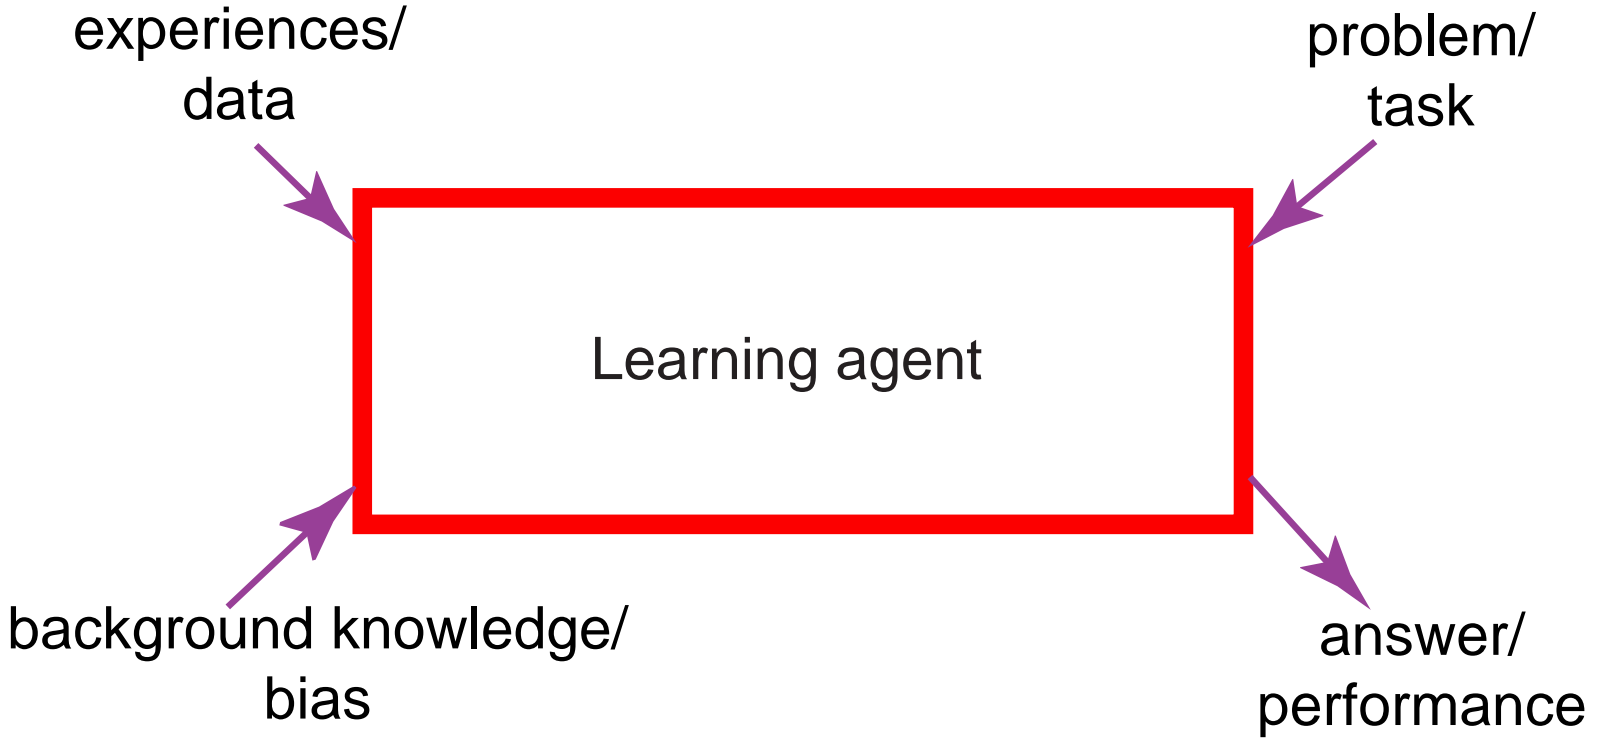 experiences/
data
problem/
task
Learning agent
background knowledge/
bias
answer/
performance